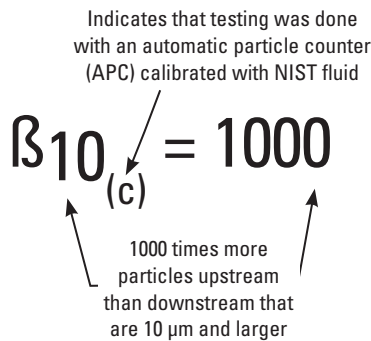 Indicates that testing was done
with an automatic particle counter
(APC) calibrated with NIST fluid
ß10(c) = 1000
1000 times more
particles upstream
than downstream that
are 10 µm and larger